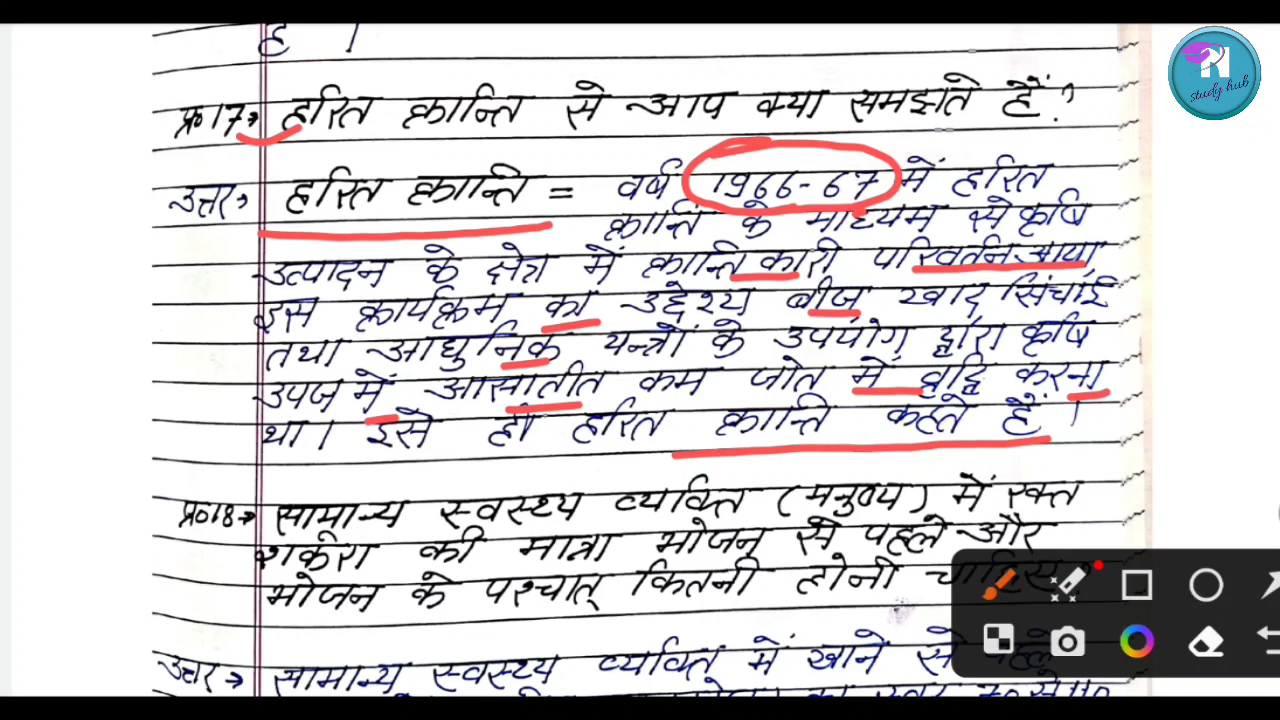 है ।
प्र०17→ हरित क्रान्ति से आप क्या समझते हैं?
उत्तर→ हरित क्रान्ति = वर्ष 1966-67 में हरित
क्रान्ति के माध्यम से कृषि
उत्पादन के क्षेत्र में क्रान्तिकारी परिवर्तन आया
इस कार्यक्रम का उद्देश्य बीज खाद सिंचाई
तथा आधुनिक यन्त्रों के उपयोग द्वारा कृषि
उपज में आसातीत कम जोत में वृद्धि करना
था। इसे ही हरित क्रान्ति कहते हैं ।
प्र०18→ सामान्य स्वस्थ्य व्यक्ति (मनुष्य) में रक्त
शर्करा की मात्रा भोजन से पहले और
भोजन के पश्चात् कितनी होनी चाहिए
उत्तर→ सामान्य स्वस्थ्य व्यक्ति में खाने से पहले
N
study hub